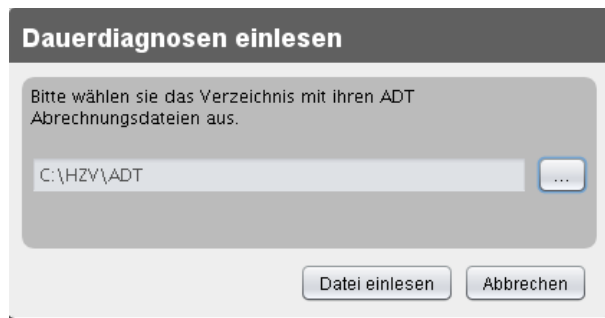 Dauerdiagnosen einlesen
Bitte wählen sie das Verzeichnis mit ihren ADT
Abrechnungsdateien aus.
C:\HZV\ADT
...
Datei einlesen
Abbrechen